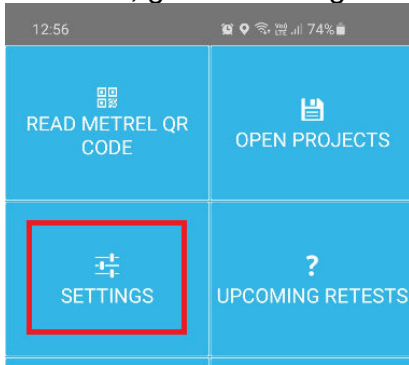 12:56 74%
READ METREL QR
CODE
OPEN PROJECTS
SETTINGS
?
UPCOMING RETESTS